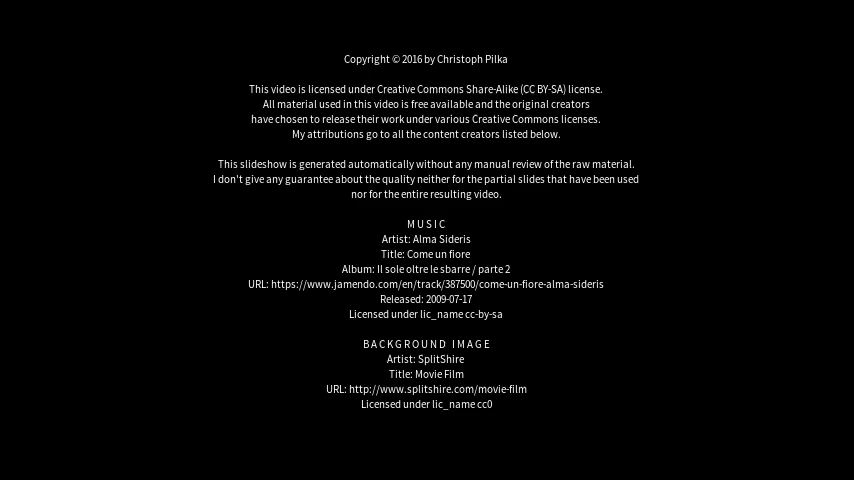 Copyright © 2016 by Christoph Pilka
This video is licensed under Creative Commons Share-Alike (CC BY-SA) license.
All material used in this video is free available and the original creators
have chosen to release their work under various Creative Commons licenses.
My attributions go to all the content creators listed below.
This slideshow is generated automatically without any manual review of the raw material.
I don't give any guarantee about the quality neither for the partial slides that have been used
nor for the entire resulting video.
MUSIC
Artist: Alma Sideris
Title: Come un fiore
Album: Il sole oltre le sbarre / parte 2
URL: https://www.jamendo.com/en/track/387500/come-un-fiore-alma-sideris
Released: 2009-07-17
Licensed under lic_name cc-by-sa
BACKGROUND IMAGE
Artist: SplitShire
Title: Movie Film
URL: http://www.splitshire.com/movie-film
Licensed under lic_name cc0